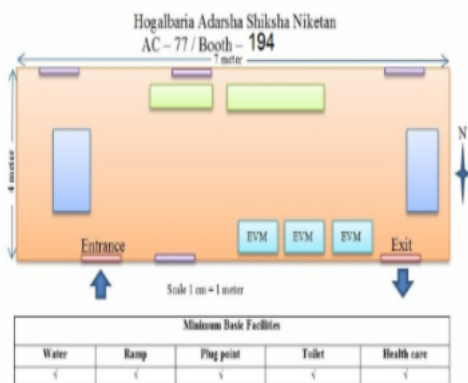 Hogalbaria Adarsha Shiksha Niketan
AC – 77 / Booth – 194
7 meter
4 meter
N
EVM EVM EVM
Entrance
Exit
Scale 1 cm = 1 meter
Minimum Basic Facilities
Water Ramp Plug point Toilet Health care
√ √ √ √ √